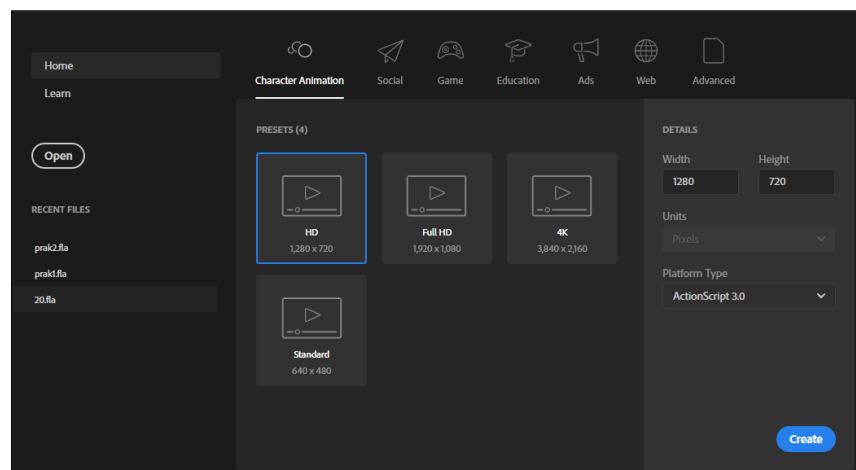 Home
Learn
Open
RECENT FILES
prak2.fla
prak1.fla
20.fla
Character Animation
Social
Game
Education
Ads
Web
Advanced
PRESETS (4)
HD
1,280 x 720
Full HD
1,920 x 1,080
4K
3,840 x 2,160
Standard
640 x 480
DETAILS
Width
Height
1280
720
Units
Pixels
Platform Type
ActionScript 3.0
Create